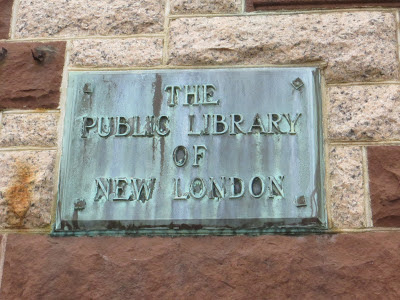 THE
PUBLIC LIBRARY
OF
NEW LONDON